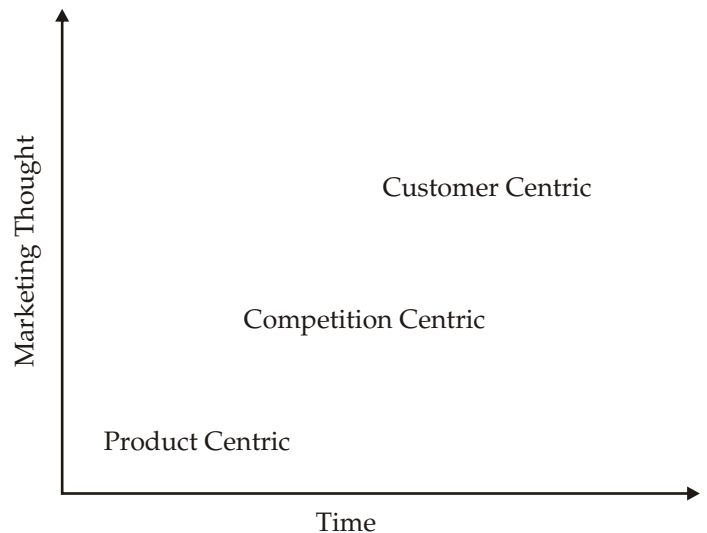 Marketing Thought
Customer Centric
Competition Centric
Product Centric
Time